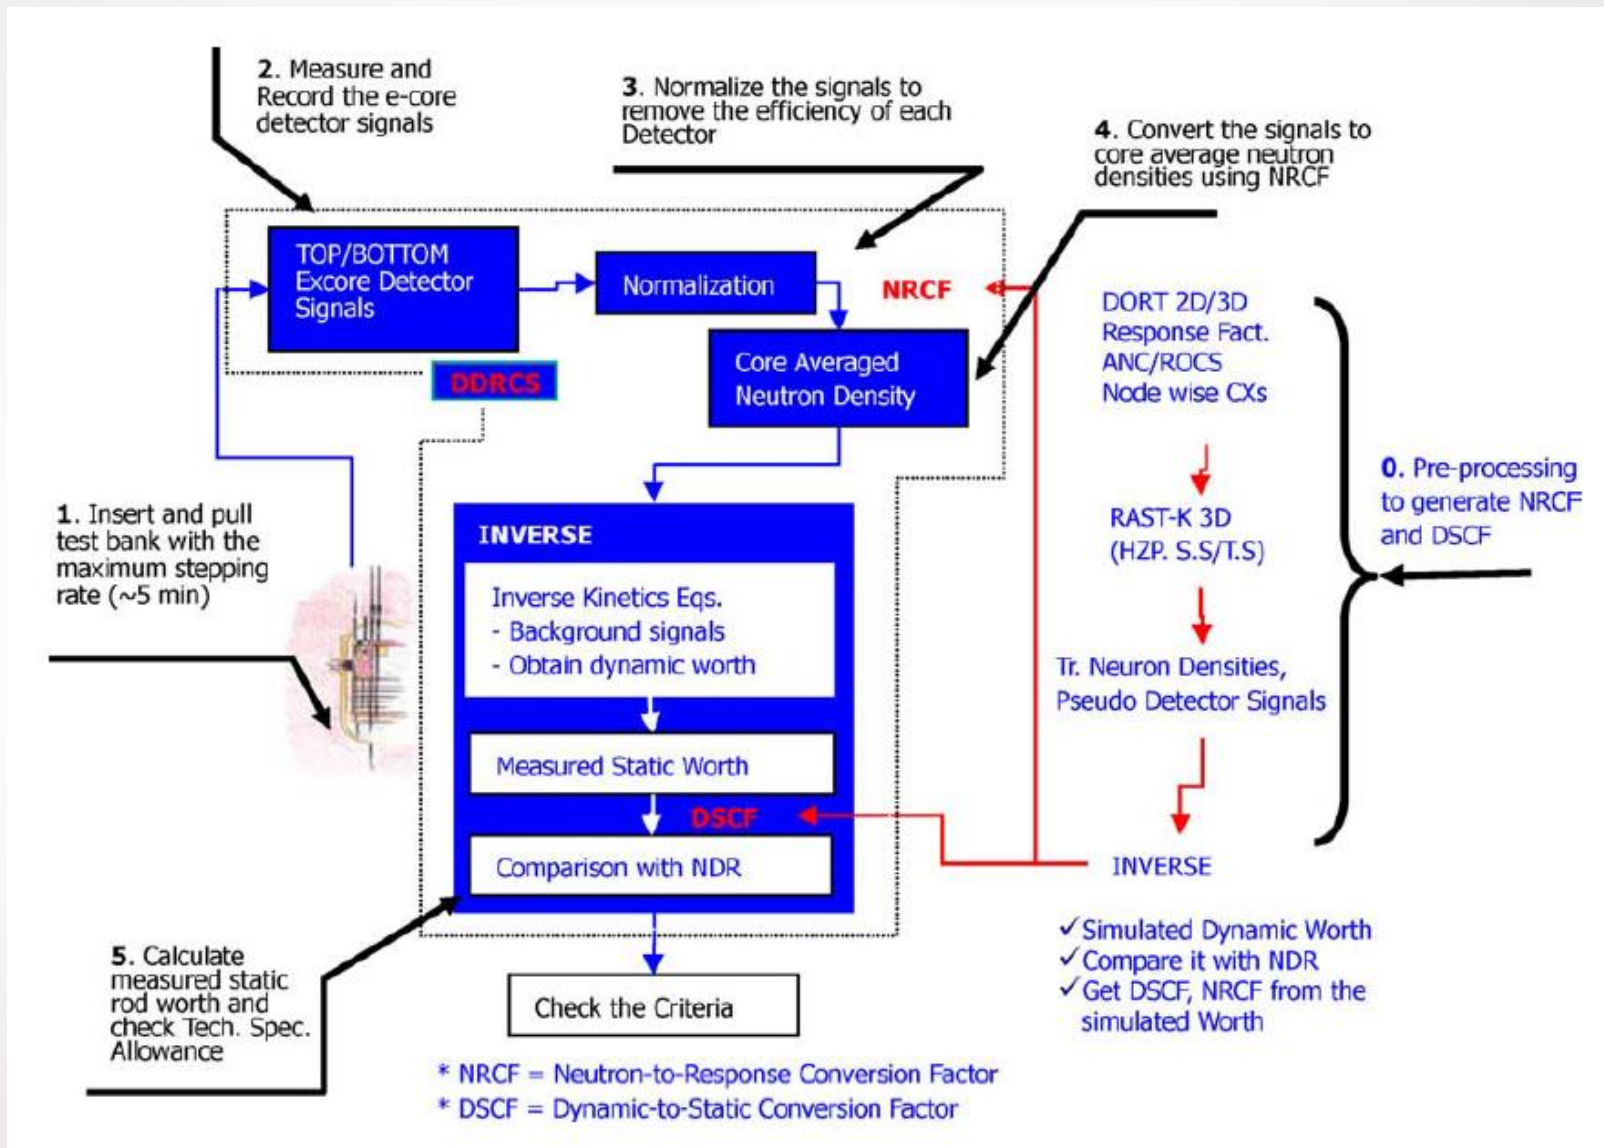 2. Measure and
Record the e-core
detector signals
3. Normalize the signals to
remove the efficiency of each
Detector
4. Convert the signals to
core average neutron
densities using NRCF
TOP/BOTTOM
Excore Detector
Signals
Normalization
NRCF
DDRCS
Core Averaged
Neutron Density
DORT 2D/3D
Response Fact.
ANC/ROCS
Node wise CXs
0. Pre-processing
to generate NRCF
and DSCF
RAST-K 3D
(HZP. S.S/T.S)
1. Insert and pull
test bank with the
maximum stepping
rate (~5 min)
INVERSE
Inverse Kinetics Eqs.
- Background signals
- Obtain dynamic worth
Tr. Neuron Densities,
Pseudo Detector Signals
Measured Static Worth
DSCF
Comparison with NDR
INVERSE
✓Simulated Dynamic Worth
✓Compare it with NDR
✓Get DSCF, NRCF from the
simulated Worth
5. Calculate
measured static
rod worth and
check Tech. Spec.
Allowance
Check the Criteria
* NRCF = Neutron-to-Response Conversion Factor
* DSCF = Dynamic-to-Static Conversion Factor